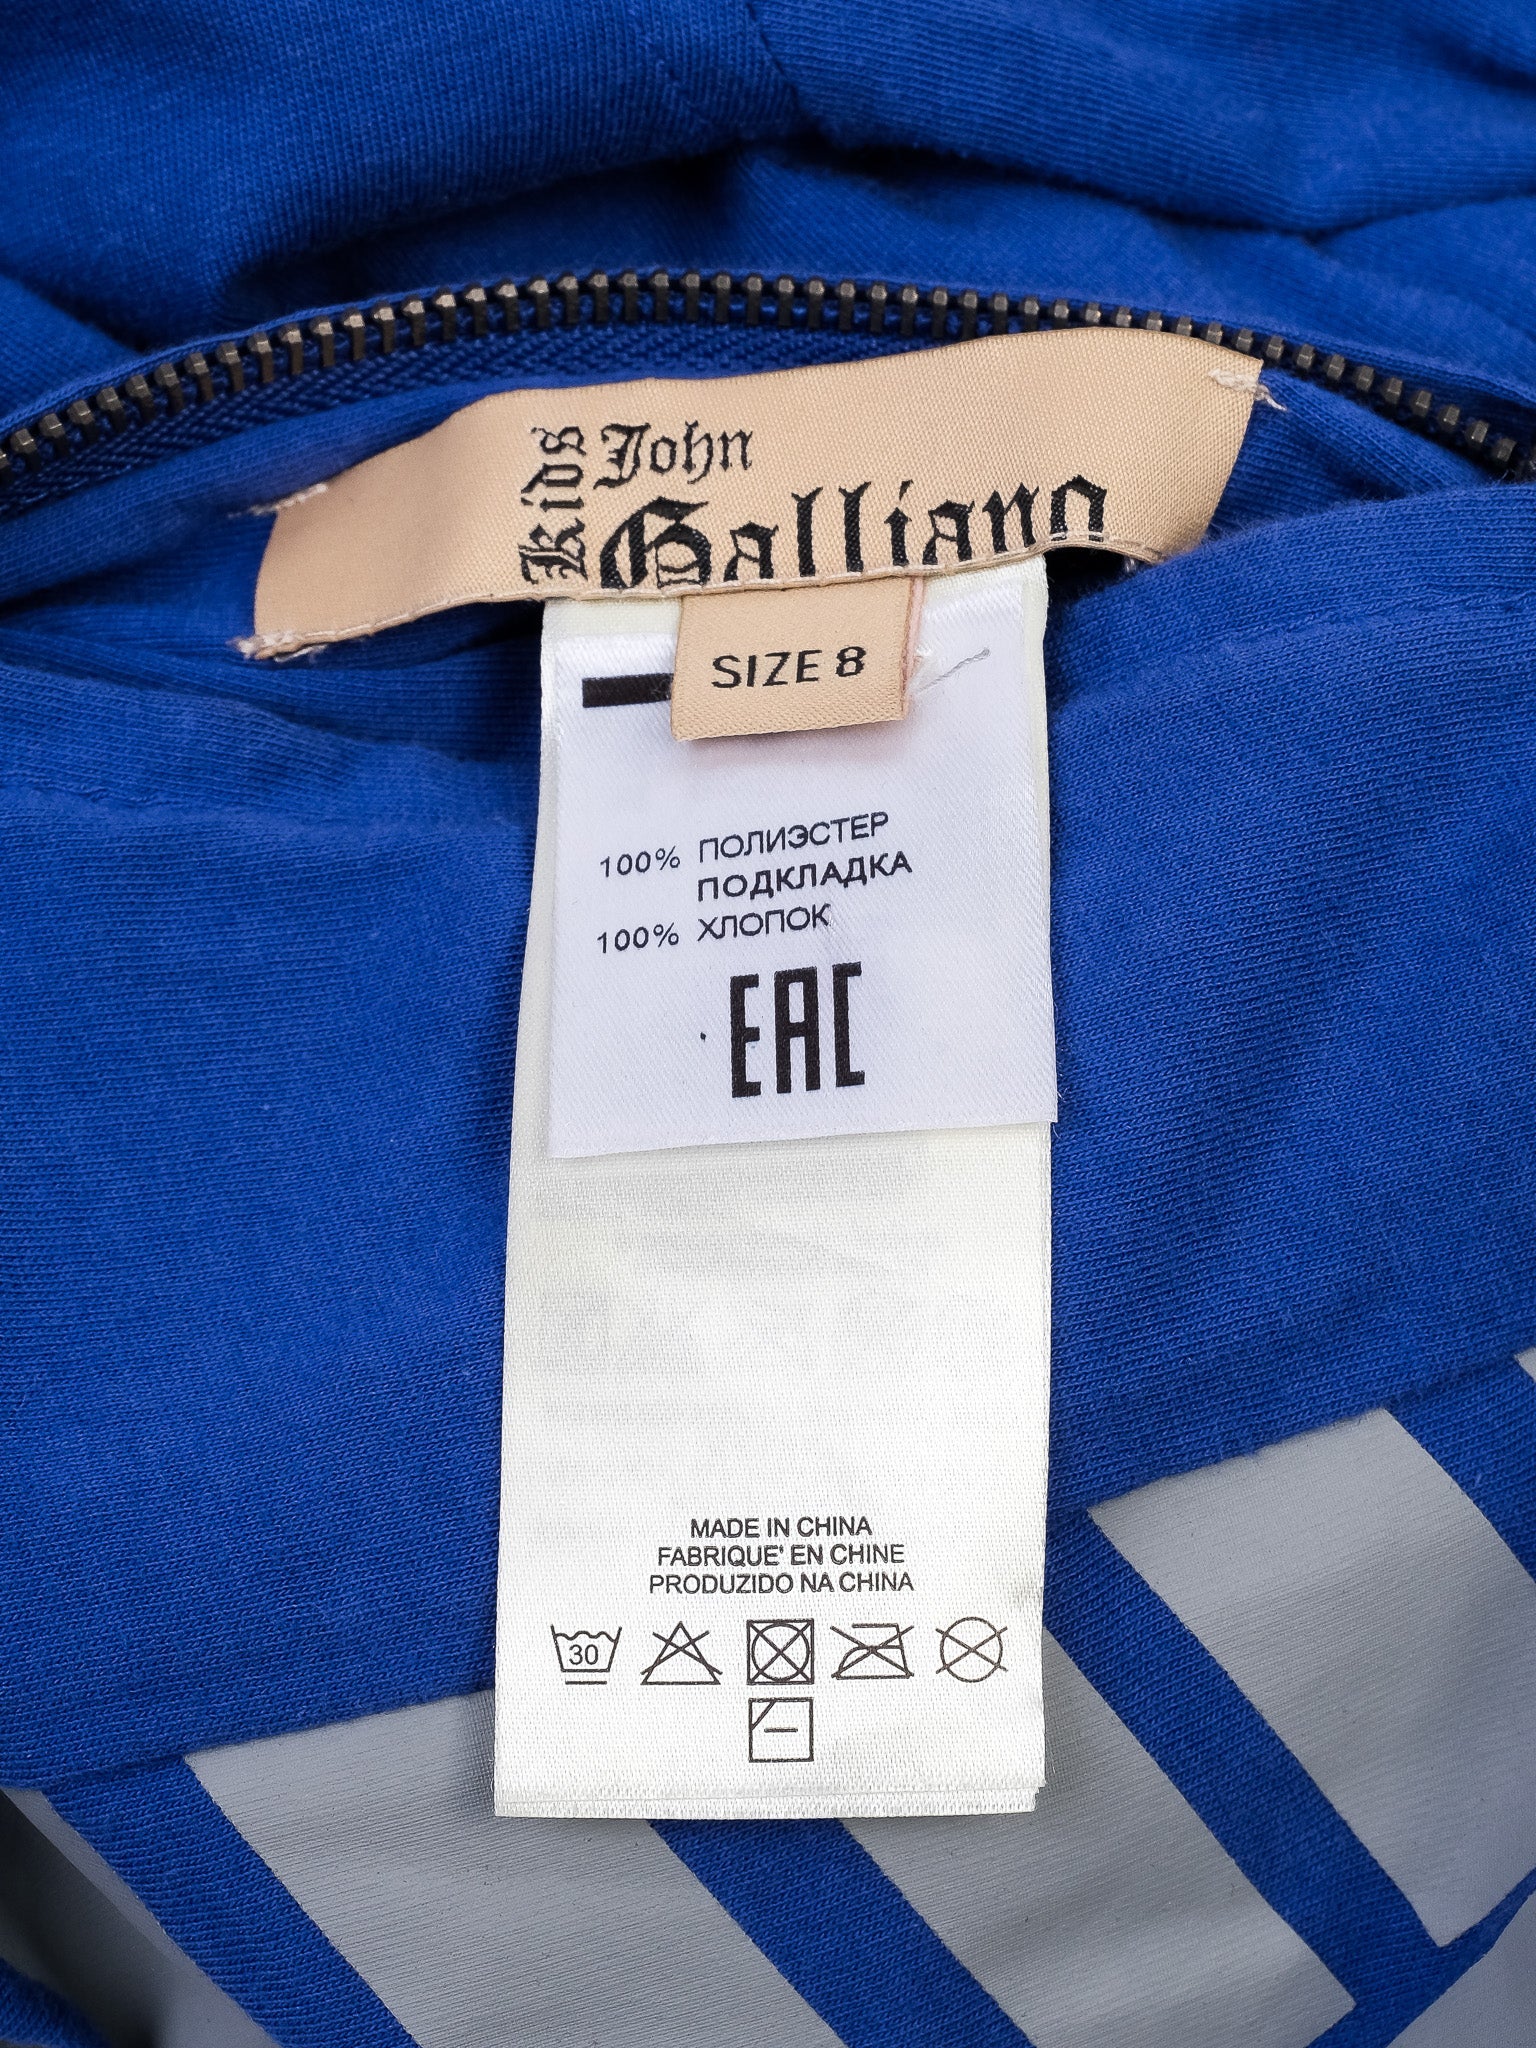 Kids
John
Galliano
SIZE 8
100% ПОЛИЭСТЕР
ПОДКЛАДКА
100% ХЛОПОК
EAC
MADE IN CHINA
FABRIQUE' EN CHINE
PRODUZIDO NA CHINA
30